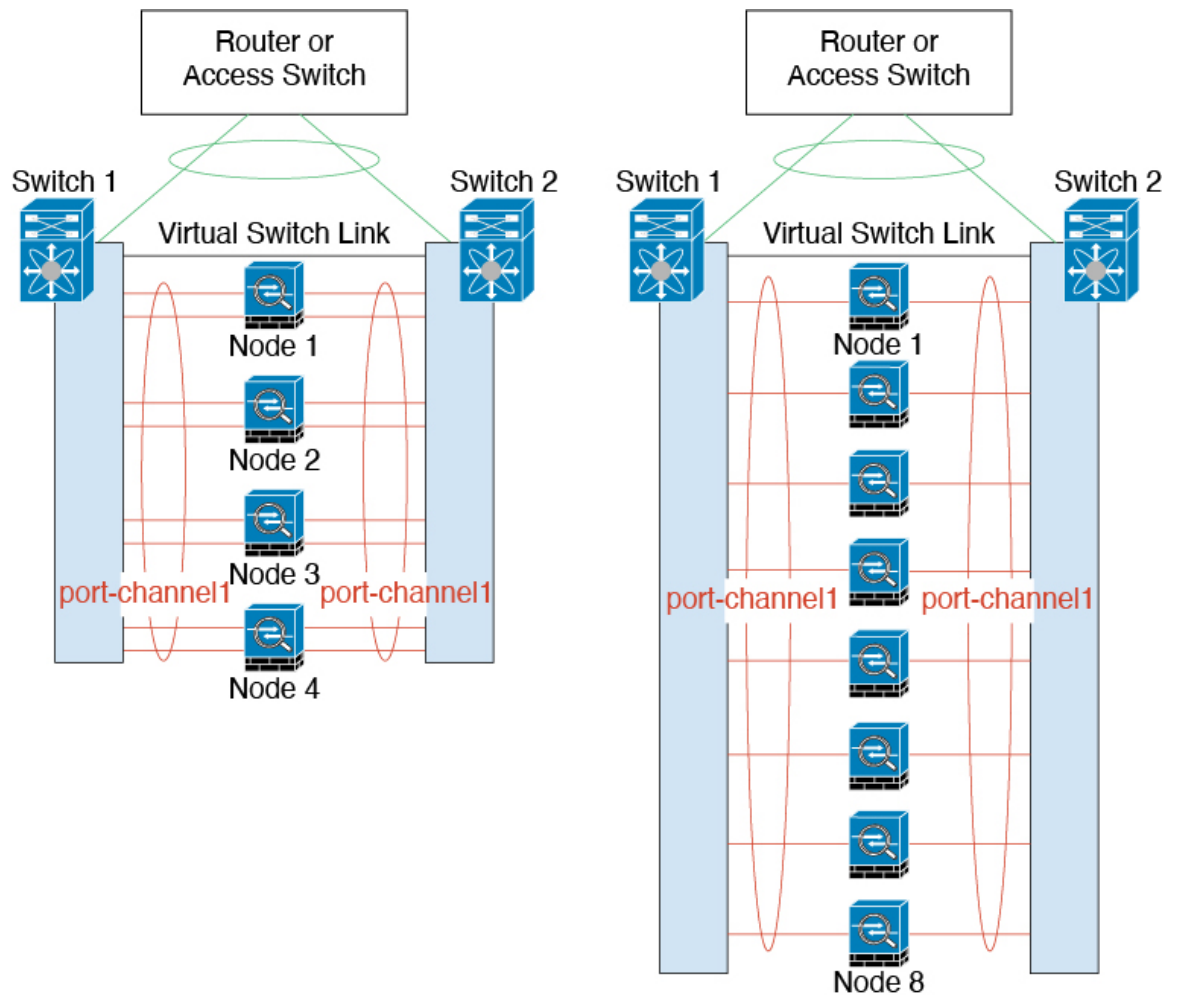 Router or
Access Switch
Switch 1
Switch 2
Virtual Switch Link
Node 1
Node 2
Node 3
port-channel1
port-channel1
Node 4
Router or
Access Switch
Switch 1
Switch 2
Virtual Switch Link
Node 1
port-channel1
port-channel1
Node 8